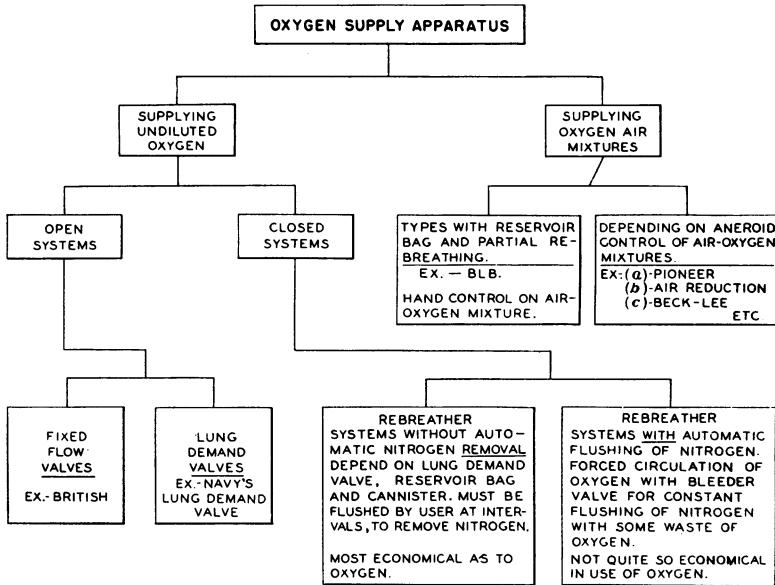 OXYGEN SUPPLY APPARATUS
SUPPLYING
UNDILUTED
OXYGEN
SUPPLYING
OXYGEN AIR
MIXTURES
OPEN
SYSTEMS
CLOSED
SYSTEMS
TYPES WITH RESERVOIR
BAG AND PARTIAL RE-
BREATHING.
EX. — BLB.
HAND CONTROL ON AIR-
OXYGEN MIXTURE.
DEPENDING ON ANEROID
CONTROL OF AIR-OXYGEN
MIXTURES.
EX:(a)-PIONEER
(b)-AIR REDUCTION
(c)-BECK-LEE
ETC
FIXED
FLOW
VALVES
EX.-BRITISH
LUNG
DEMAND
VALVES
EX.-NAVY'S
LUNG DEMAND
VALVE
REBREATHER
SYSTEMS WITHOUT AUTO-
MATIC NITROGEN REMOVAL
DEPEND ON LUNG DEMAND
VALVE, RESERVOIR BAG
AND CANNISTER. MUST BE
FLUSHED BY USER AT INTER-
VALS, TO REMOVE NITROGEN.
MOST ECONOMICAL AS TO
OXYGEN.
REBREATHER
SYSTEMS WITH AUTOMATIC
FLUSHING OF NITROGEN.
FORCED CIRCULATION OF
OXYGEN WITH BLEEDER
VALVE FOR CONSTANT
FLUSHING OF NITROGEN
WITH SOME WASTE OF
OXYGEN.
NOT QUITE SO ECONOMICAL
IN USE OF OXYGEN.